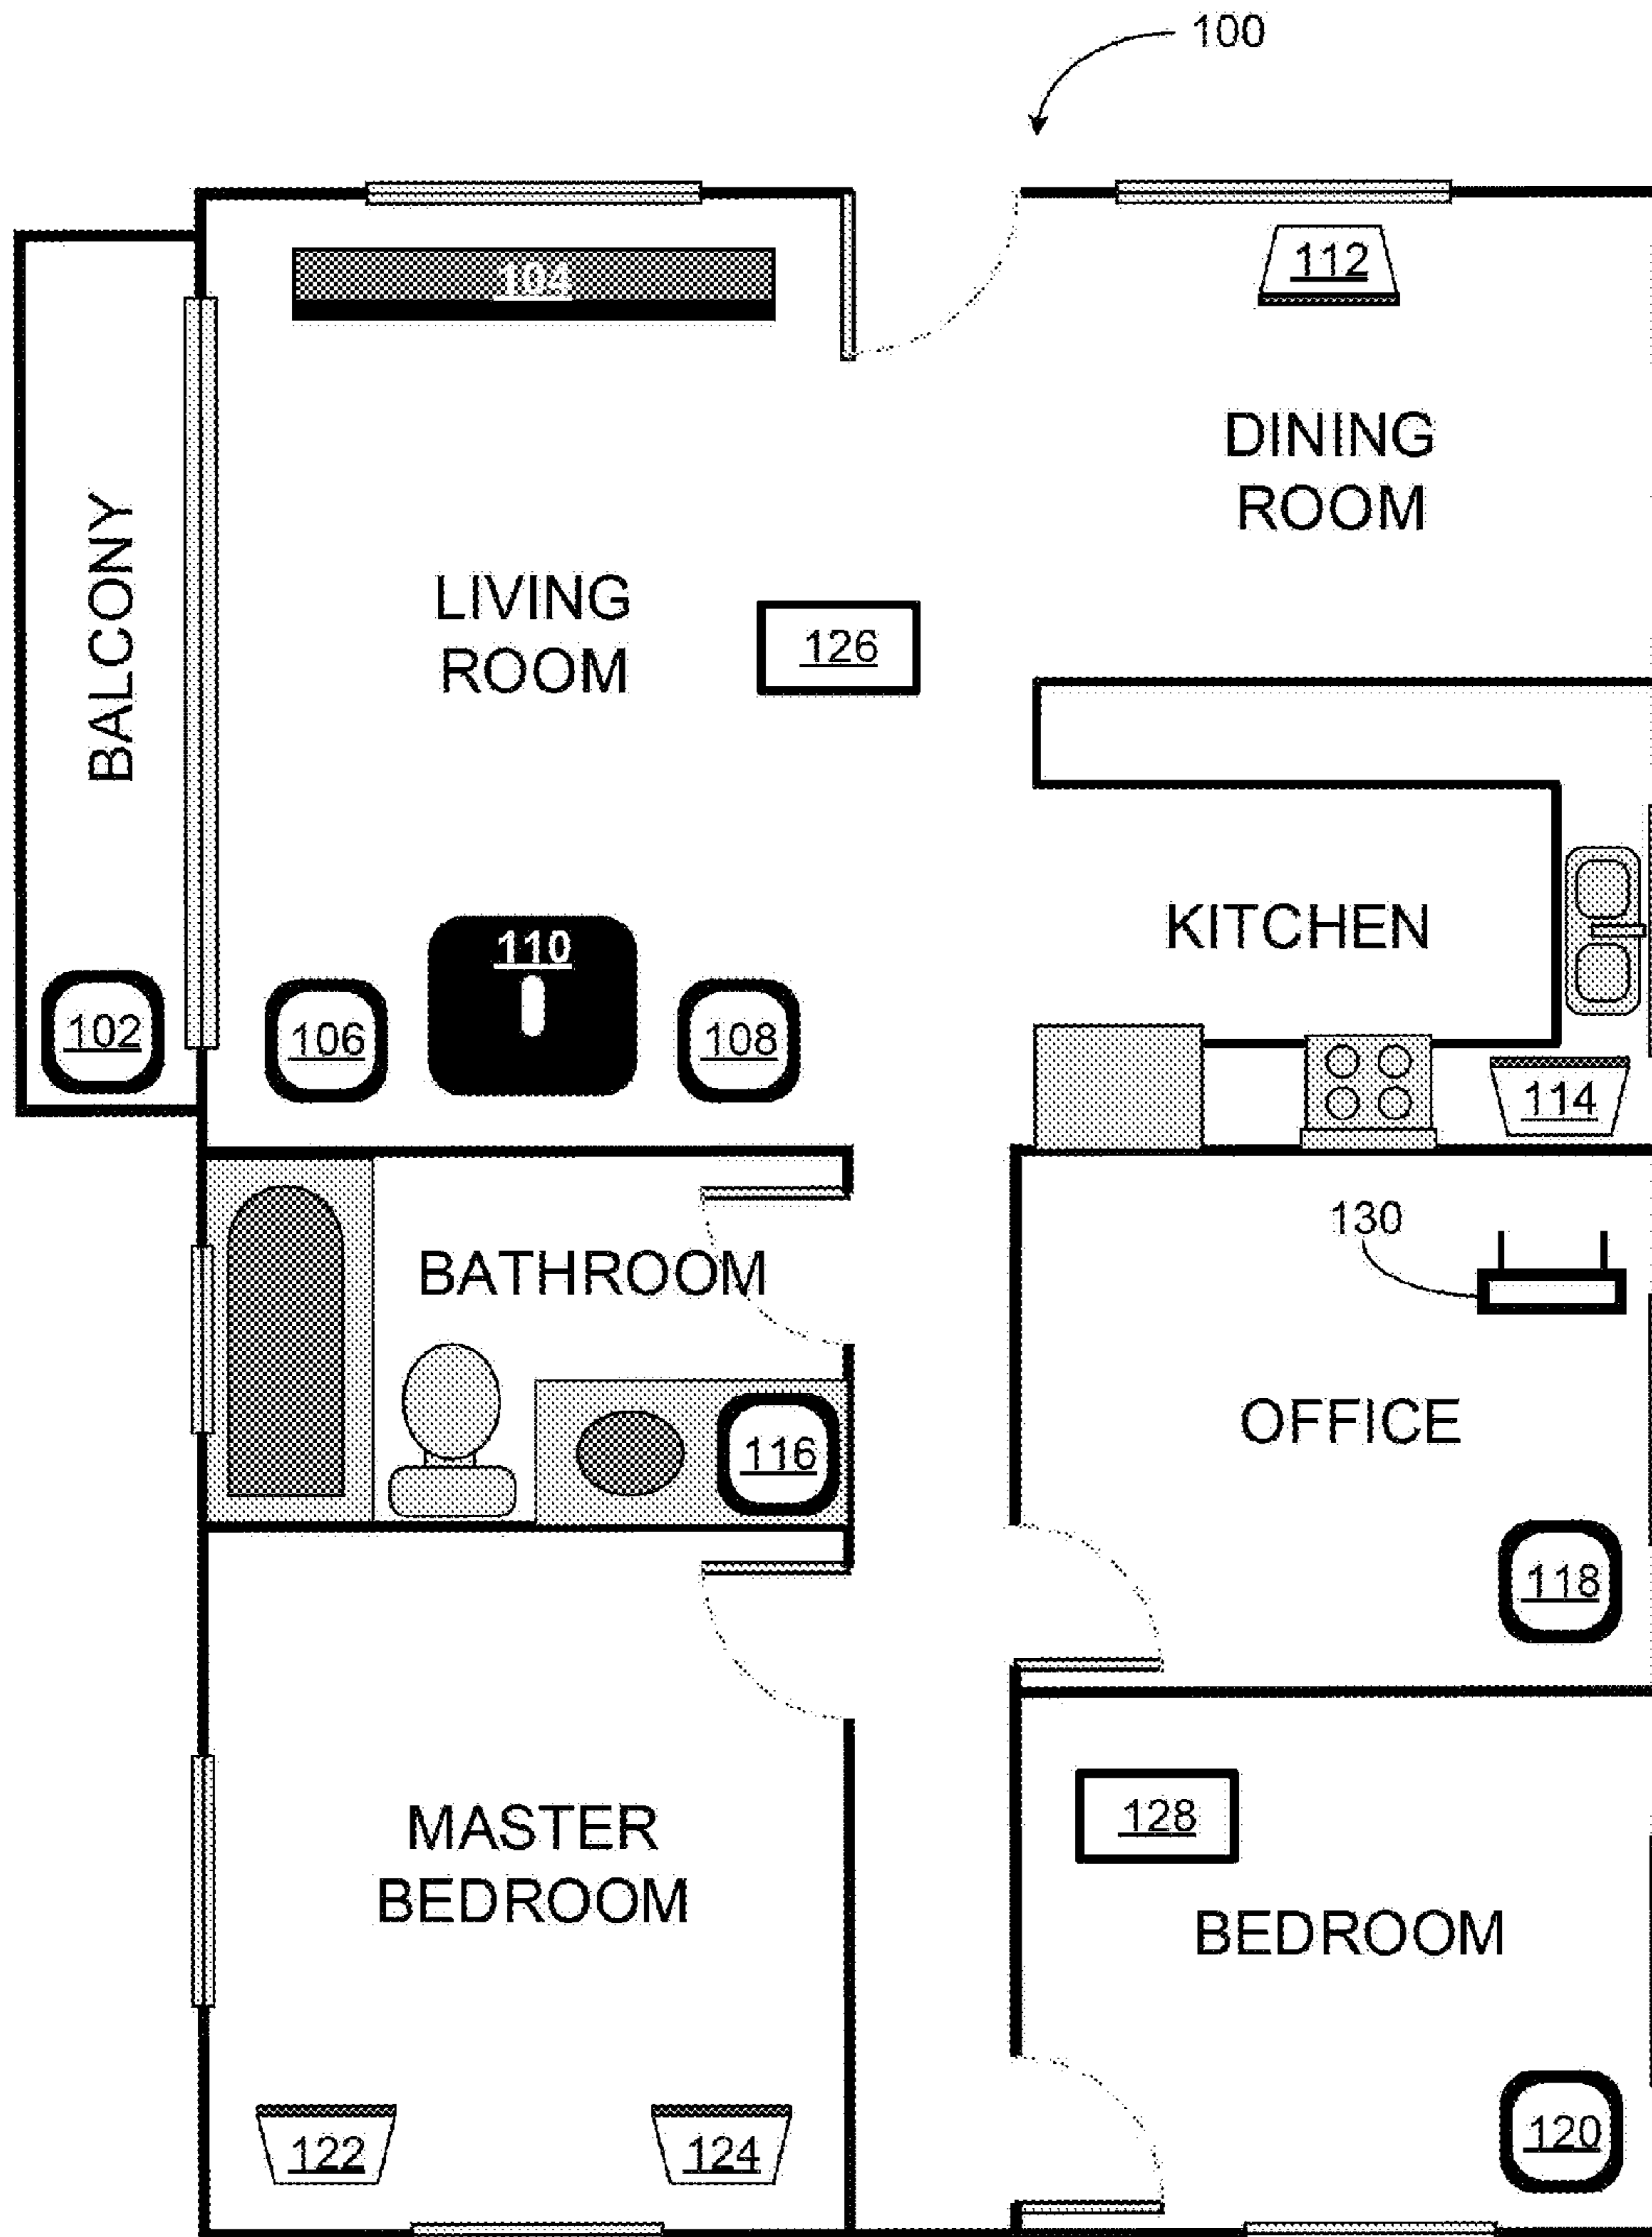 100
104
112
DINING
ROOM
BALCONY
LIVING
ROOM
126
KITCHEN
110
102
106
108
114
130
BATHROOM
OFFICE
116
118
128
MASTER
BEDROOM
BEDROOM
122
124
120